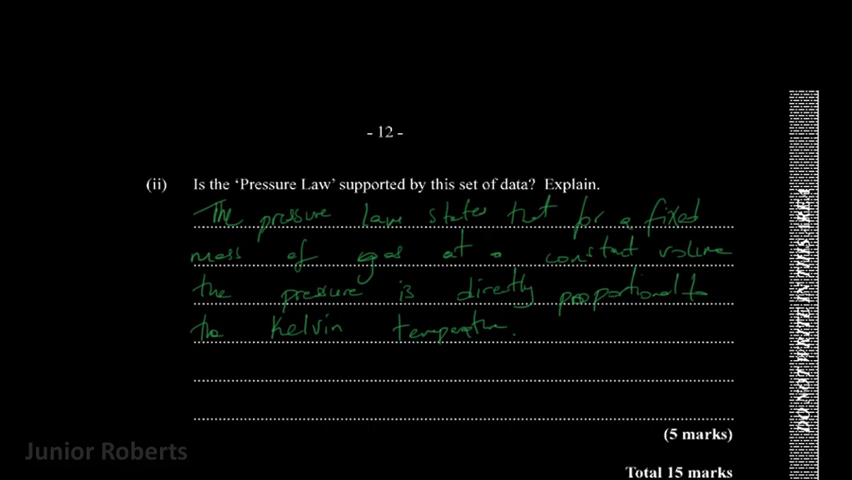 - 12 -
(ii) Is the 'Pressure Law' supported by this set of data? Explain.
The pressure law states that for a fixed
mass of gas at a constant volume
the pressure is directly proportional to
the Kelvin temperature.
(5 marks)
Total 15 marks
DO NOT WRITE IN THIS AREA
Junior Roberts